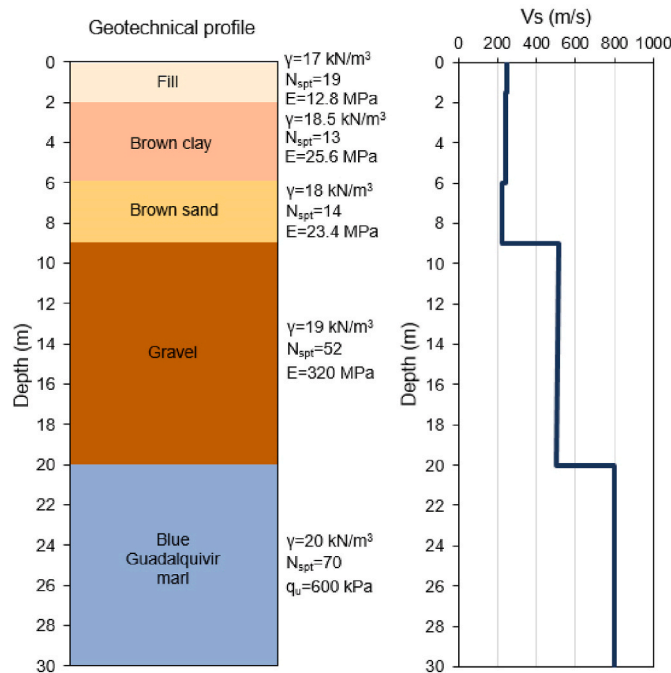 Geotechnical profile
Depth (m)
0
2
4
6
8
10
12
14
16
18
20
22
24
26
28
30
Fill
γ=17 kN/m³
Nspt=19
E=12.8 MPa
Brown clay
γ=18.5 kN/m³
Nspt=13
E=25.6 MPa
Brown sand
γ=18 kN/m³
Nspt=14
E=23.4 MPa
Gravel
γ=19 kN/m³
Nspt=52
E=320 MPa
Blue
Guadalquivir
marl
γ=20 kN/m³
Nspt=70
qu=600 kPa
Vs (m/s)
0 200 400 600 800 1000
Depth (m)
0
2
4
6
8
10
12
14
16
18
20
22
24
26
28
30